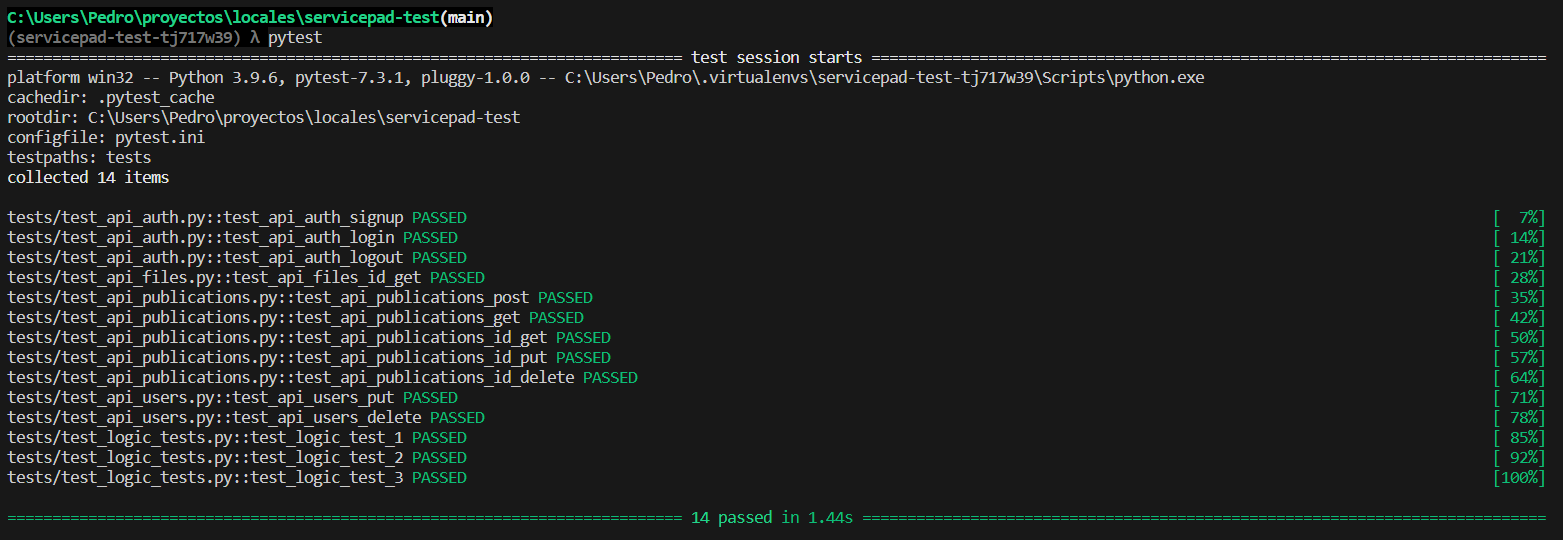 C:\Users\Pedro\proyectos\locales\servicepad-test(main)
(servicepad-test-tj717w39) λ pytest
=========================================================================== test session starts ===========================================================================
platform win32 -- Python 3.9.6, pytest-7.3.1, pluggy-1.0.0 -- C:\Users\Pedro\.virtualenvs\servicepad-test-tj717w39\Scripts\python.exe
cachedir: .pytest_cache
rootdir: C:\Users\Pedro\proyectos\locales\servicepad-test
configfile: pytest.ini
testpaths: tests
collected 14 items

tests/test_api_auth.py::test_api_auth_signup PASSED [  7%]
tests/test_api_auth.py::test_api_auth_login PASSED [ 14%]
tests/test_api_auth.py::test_api_auth_logout PASSED [ 21%]
tests/test_api_files.py::test_api_files_id_get PASSED [ 28%]
tests/test_api_publications.py::test_api_publications_post PASSED [ 35%]
tests/test_api_publications.py::test_api_publications_get PASSED [ 42%]
tests/test_api_publications.py::test_api_publications_id_get PASSED [ 50%]
tests/test_api_publications.py::test_api_publications_id_put PASSED [ 57%]
tests/test_api_publications.py::test_api_publications_id_delete PASSED [ 64%]
tests/test_api_users.py::test_api_users_put PASSED [ 71%]
tests/test_api_users.py::test_api_users_delete PASSED [ 78%]
tests/test_logic_tests.py::test_logic_test_1 PASSED [ 85%]
tests/test_logic_tests.py::test_logic_test_2 PASSED [ 92%]
tests/test_logic_tests.py::test_logic_test_3 PASSED [100%]

=========================================================================== 14 passed in 1.44s ============================================================================